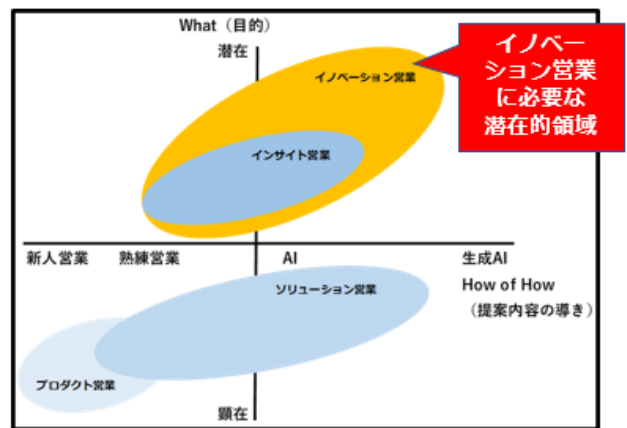 What（目的）
潜在
イノベー
ション営業
に必要な
潜在的領域
イノベーション営業
インサイト営業
新人営業 熟練営業 AI 生成AI
How of How
（提案内容の導き）
ソリューション営業
プロダクト営業
顕在